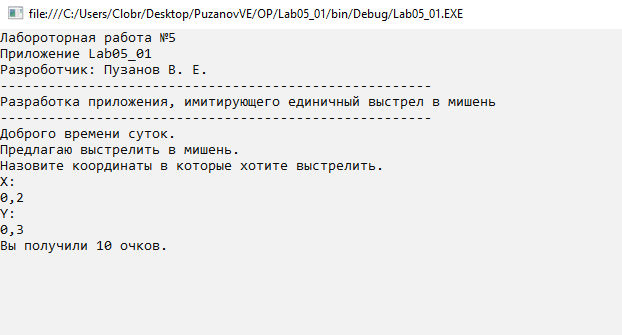 file:///C:/Users/Clobr/Desktop/PuzanovVE/OP/Lab05_01/bin/Debug/Lab05_01.EXE
Лабороторная работа №5
Приложение Lab05_01
Разроботчик: Пузанов В. Е.
------------------------------------------------------
Разработка приложения, имитирующего единичный выстрел в мишень
------------------------------------------------------
Доброго времени суток.
Предлагаю выстрелить в мишень.
Назовите координаты в которые хотите выстрелить.
X:
0,2
Y:
0,3
Вы получили 10 очков.